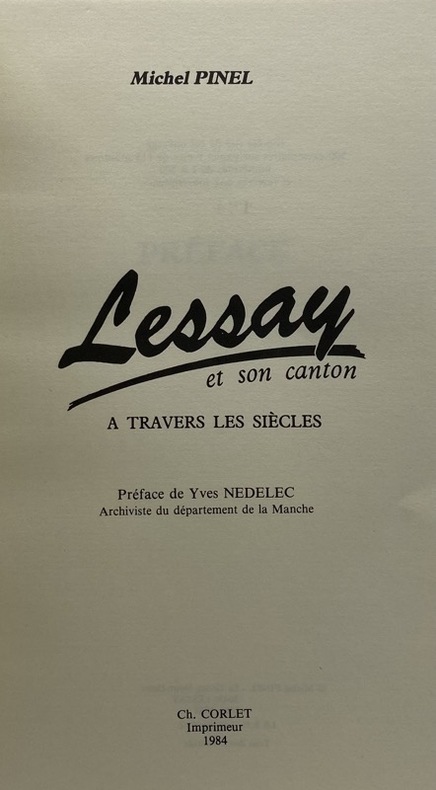 Michel PINEL
Lessay
et son canton
A TRAVERS LES SIÈCLES
Préface de Yves NEDELEC
Archiviste du département de la Manche
Ch. CORLET
Imprimeur
1984